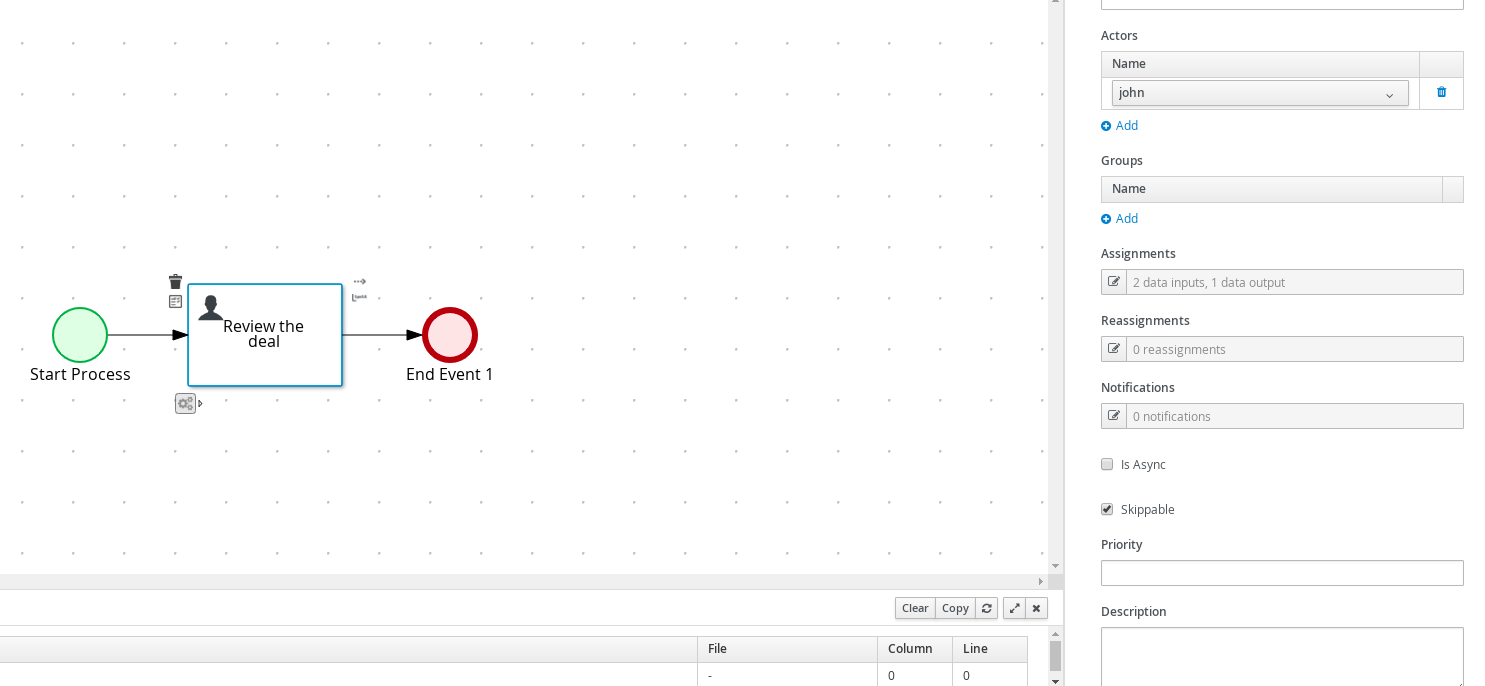 Actors
Name
john
Add
Groups
Name
Add
Assignments
2 data inputs, 1 data output
Reassignments
0 reassignments
Notifications
0 notifications
Is Async
Skippable
Priority
Description
Review the
deal
Start Process
End Event 1
Clear Copy
File Column Line
- 0 0